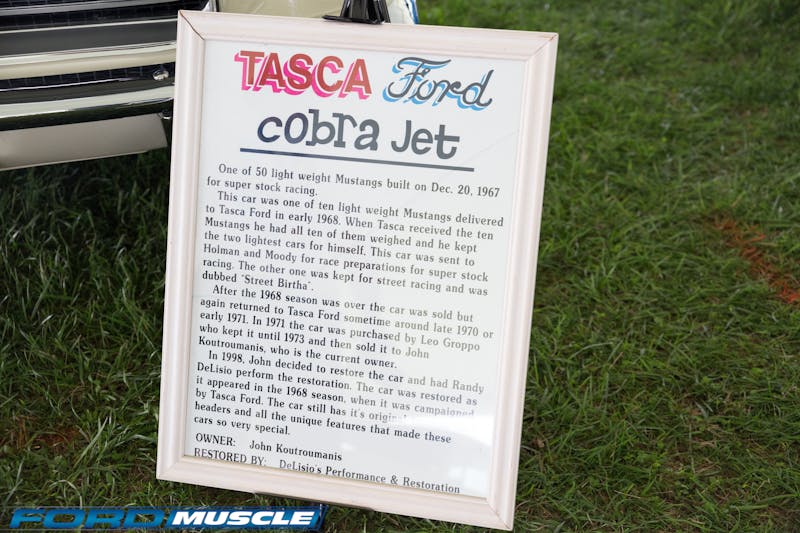 TASCA Ford
cobra Jet
One of 50 light weight Mustangs built on Dec. 20, 1967
for super stock racing.
This car was one of ten light weight Mustangs delivered
to Tasca Ford in early 1968. When Tasca received the ten
Mustangs he had all ten of them weighed and he kept
the two lightest cars for himself. This car was sent to
Holman and Moody for race preparations for super stock
racing. The other one was kept for street racing and was
dubbed "Street Birtha".
After the 1968 season was over the car was sold but
again returned to Tasca Ford sometime around late 1970 or
early 1971. In 1971 the car was purchased by Leo Groppo
who kept it until 1973 and then sold it to John
Koutroumanis, who is the current owner.
In 1998, John decided to restore the car and had Randy
DeLisio perform the restoration. The car was restored as
it appeared in the 1968 season, when it was campaigned
by Tasca Ford. The car still has it's original
headers and all the unique features that made these
cars so very special.
OWNER: John Koutroumanis
RESTORED BY: DeLisio's Performance & Restoration
FORD MUSCLE